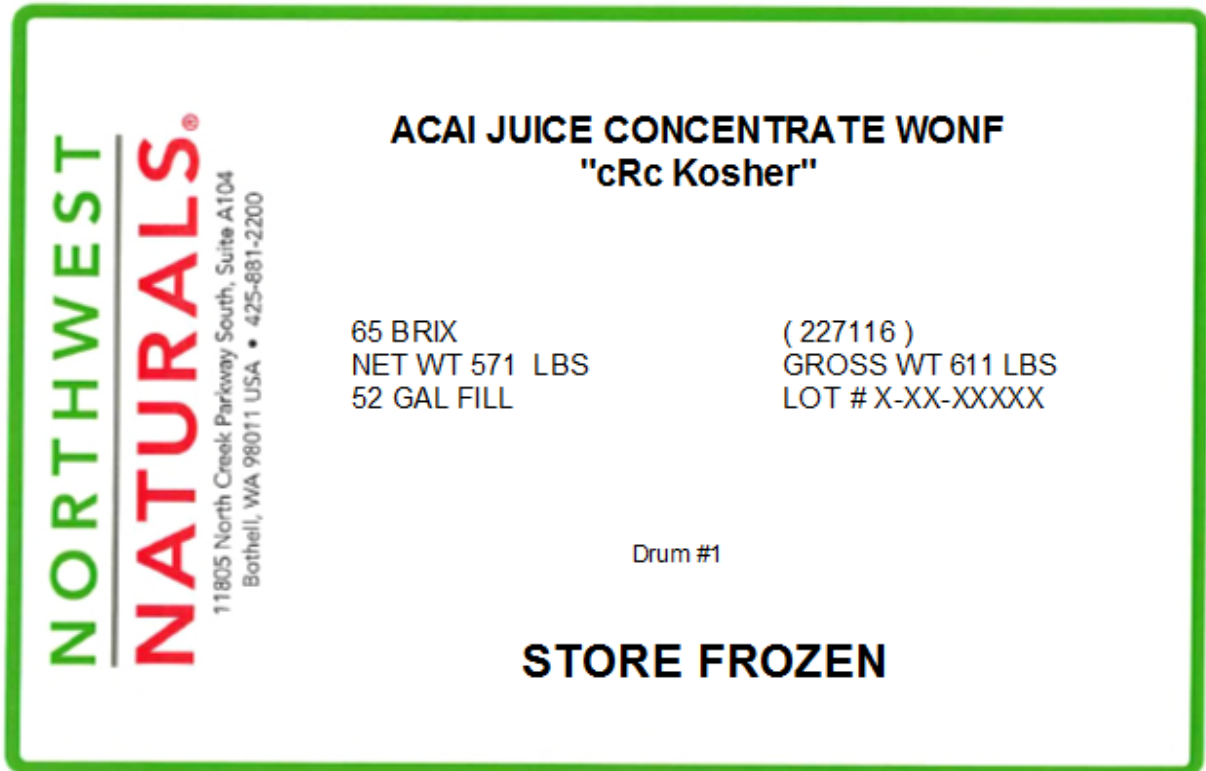 NORTHWEST
NATURALS®
11805 North Creek Parkway South, Suite A104
Bothell, WA 98011 USA • 425-881-2200
ACAI JUICE CONCENTRATE WONF
"cRc Kosher"
65 BRIX
( 227116 )
NET WT 571 LBS
GROSS WT 611 LBS
52 GAL FILL
LOT # X-XX-XXXXX
Drum #1
STORE FROZEN